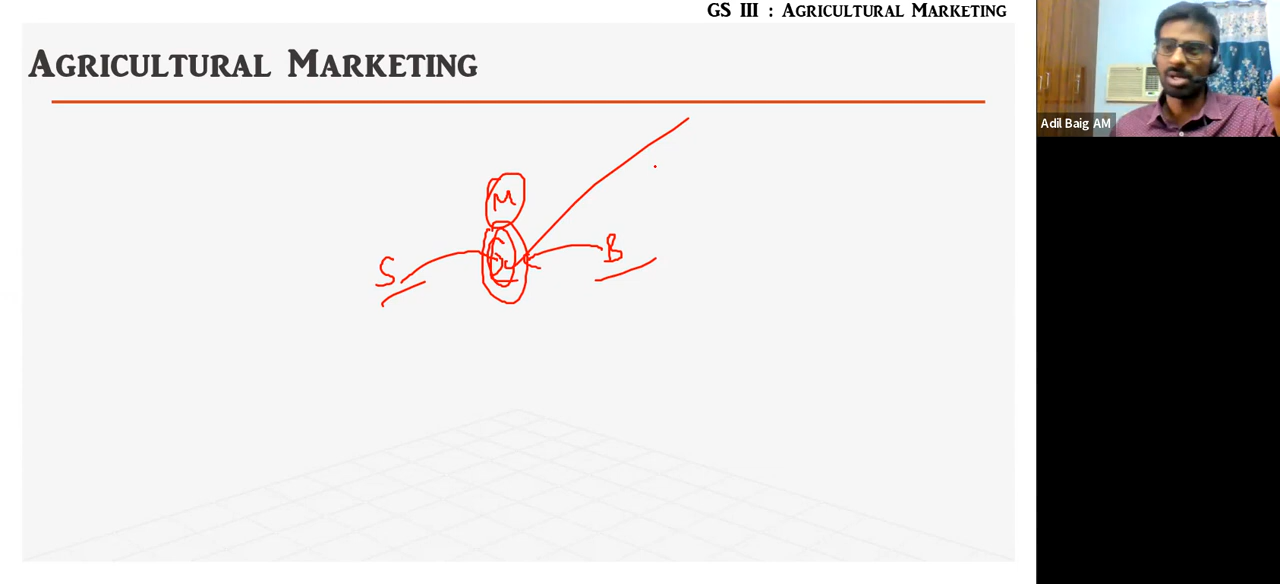 GS III : Agricultural Marketing
Agricultural Marketing
Adil Baig AM
M
S
B